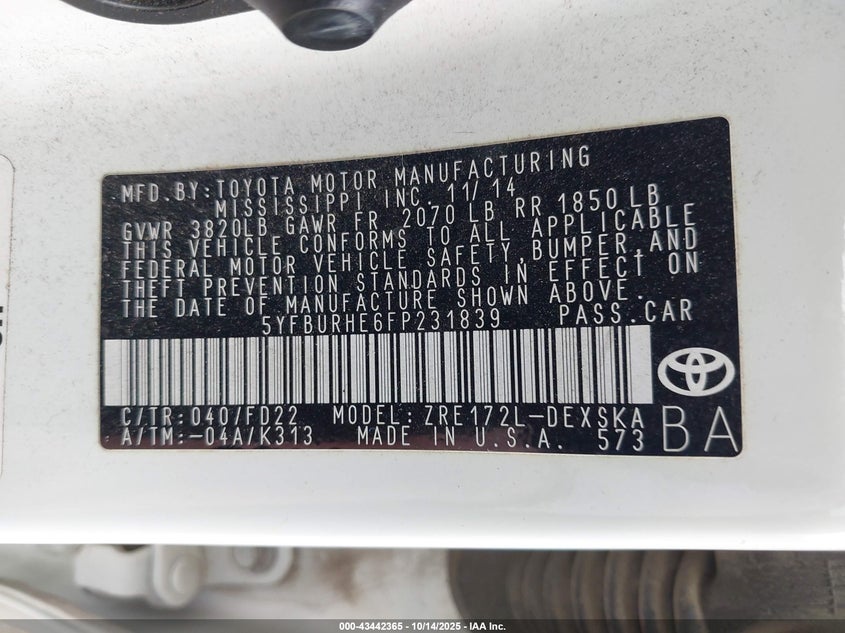 MFD. BY: TOYOTA MOTOR MANUFACTURING
MISSISSIPPI INC. 11/14
GVWR 3820LB GAWR FR 2070 LB RR 1850 LB
THIS VEHICLE CONFORMS TO ALL APPLICABLE
FEDERAL MOTOR VEHICLE SAFETY, BUMPER, AND
THEFT PREVENTION STANDARDS IN EFFECT ON
THE DATE OF MANUFACTURE SHOWN ABOVE.
5YFBURHE6FP231839 PASS. CAR
C/TR: 040/FD22 MODEL: ZRE172L-DEXSKA
A/TM:-04A/K313 MADE IN U.S.A. 573 BA
000-43442365 | 10/14/2025 | IAA Inc.